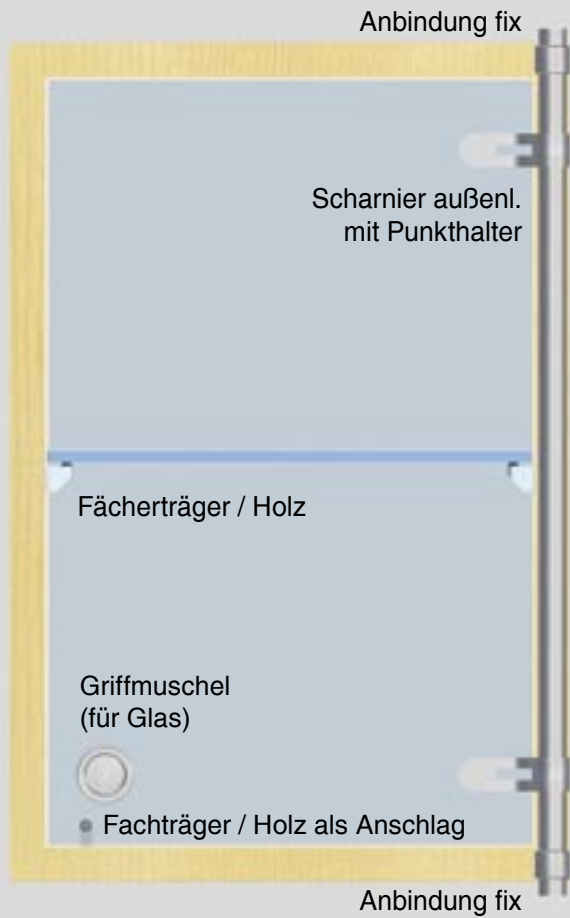 Anbindung fix
Scharnier außenl.
mit Punkthalter
Fächerträger / Holz
Griffmuschel
(für Glas)
Fachträger / Holz als Anschlag
Anbindung fix